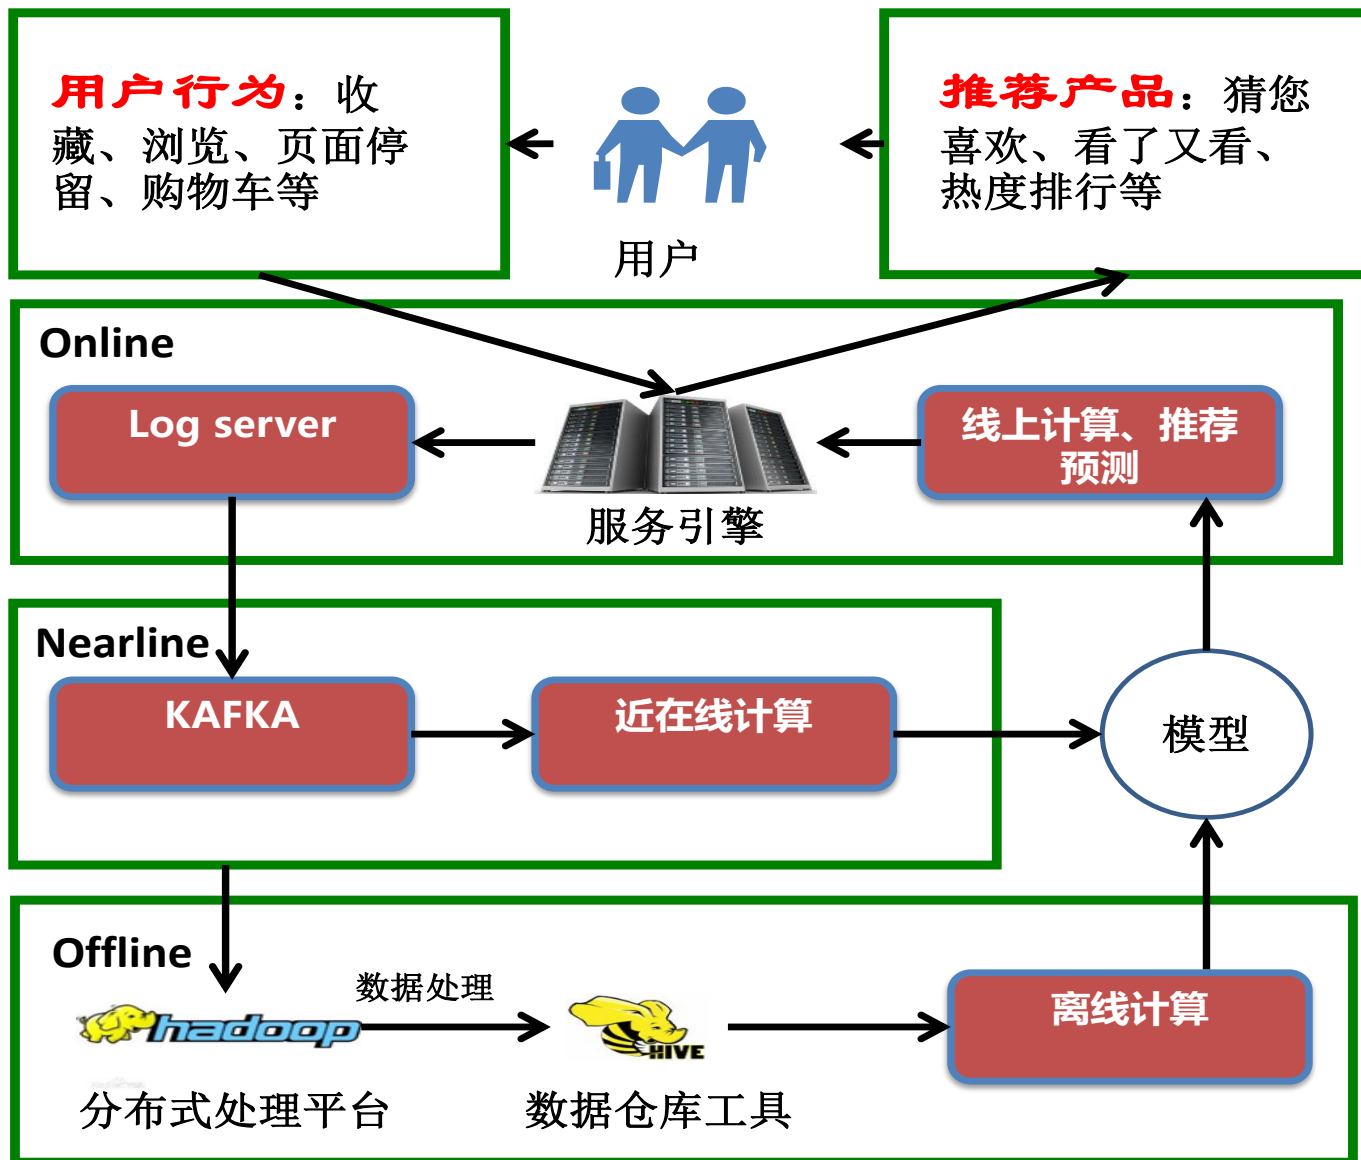 用户行为：收
藏、浏览、页面停
留、购物车等
用户
推荐产品：猜您
喜欢、看了又看、
热度排行等
Online
Log server
服务引擎
线上计算、推荐
预测
Nearline
KAFKA
近在线计算
模型
Offline
hadoop
数据处理
HIVE
离线计算
分布式处理平台
数据仓库工具